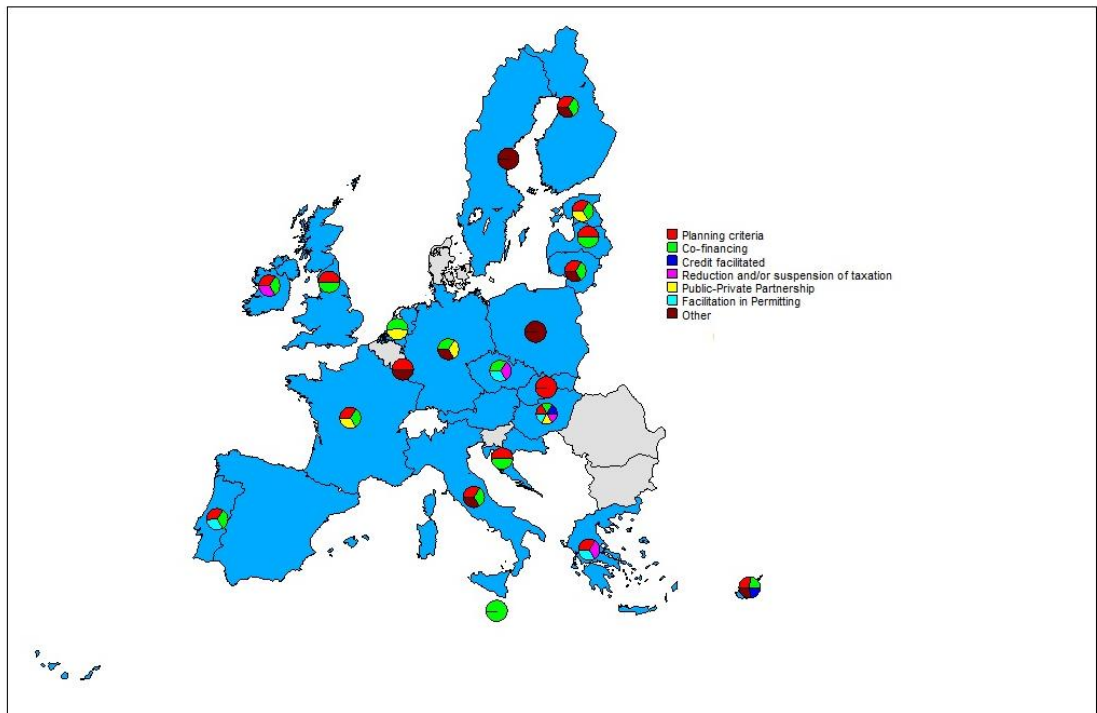 Planning criteria
Co-financing
Credit facilitated
Reduction and/or suspension of taxation
Public-Private Partnership
Facilitation in Permitting
Other